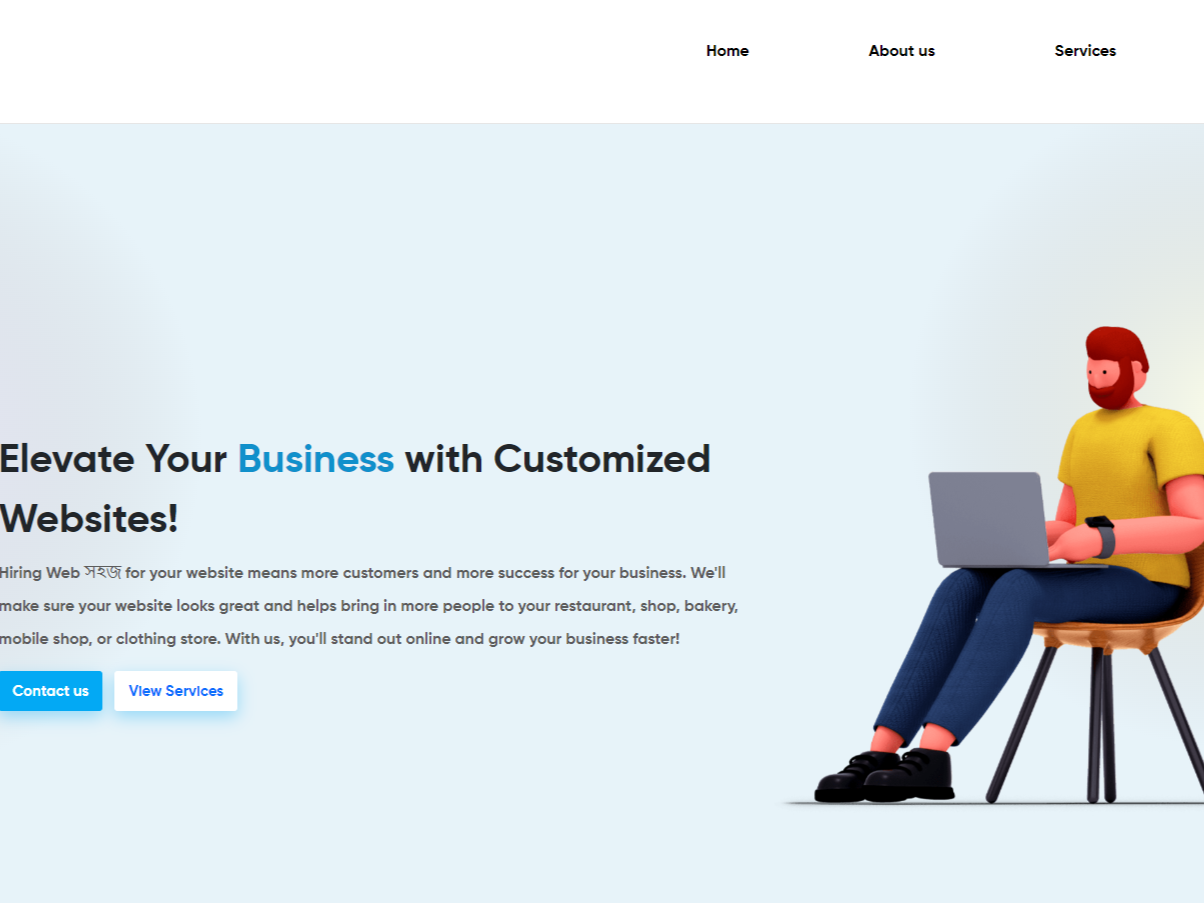 Home About us Services
Elevate Your Business with Customized
Websites!
Hiring Web সহজ for your website means more customers and more success for your business. We'll
make sure your website looks great and helps bring in more people to your restaurant, shop, bakery,
mobile shop, or clothing store. With us, you'll stand out online and grow your business faster!
Contact us View Services